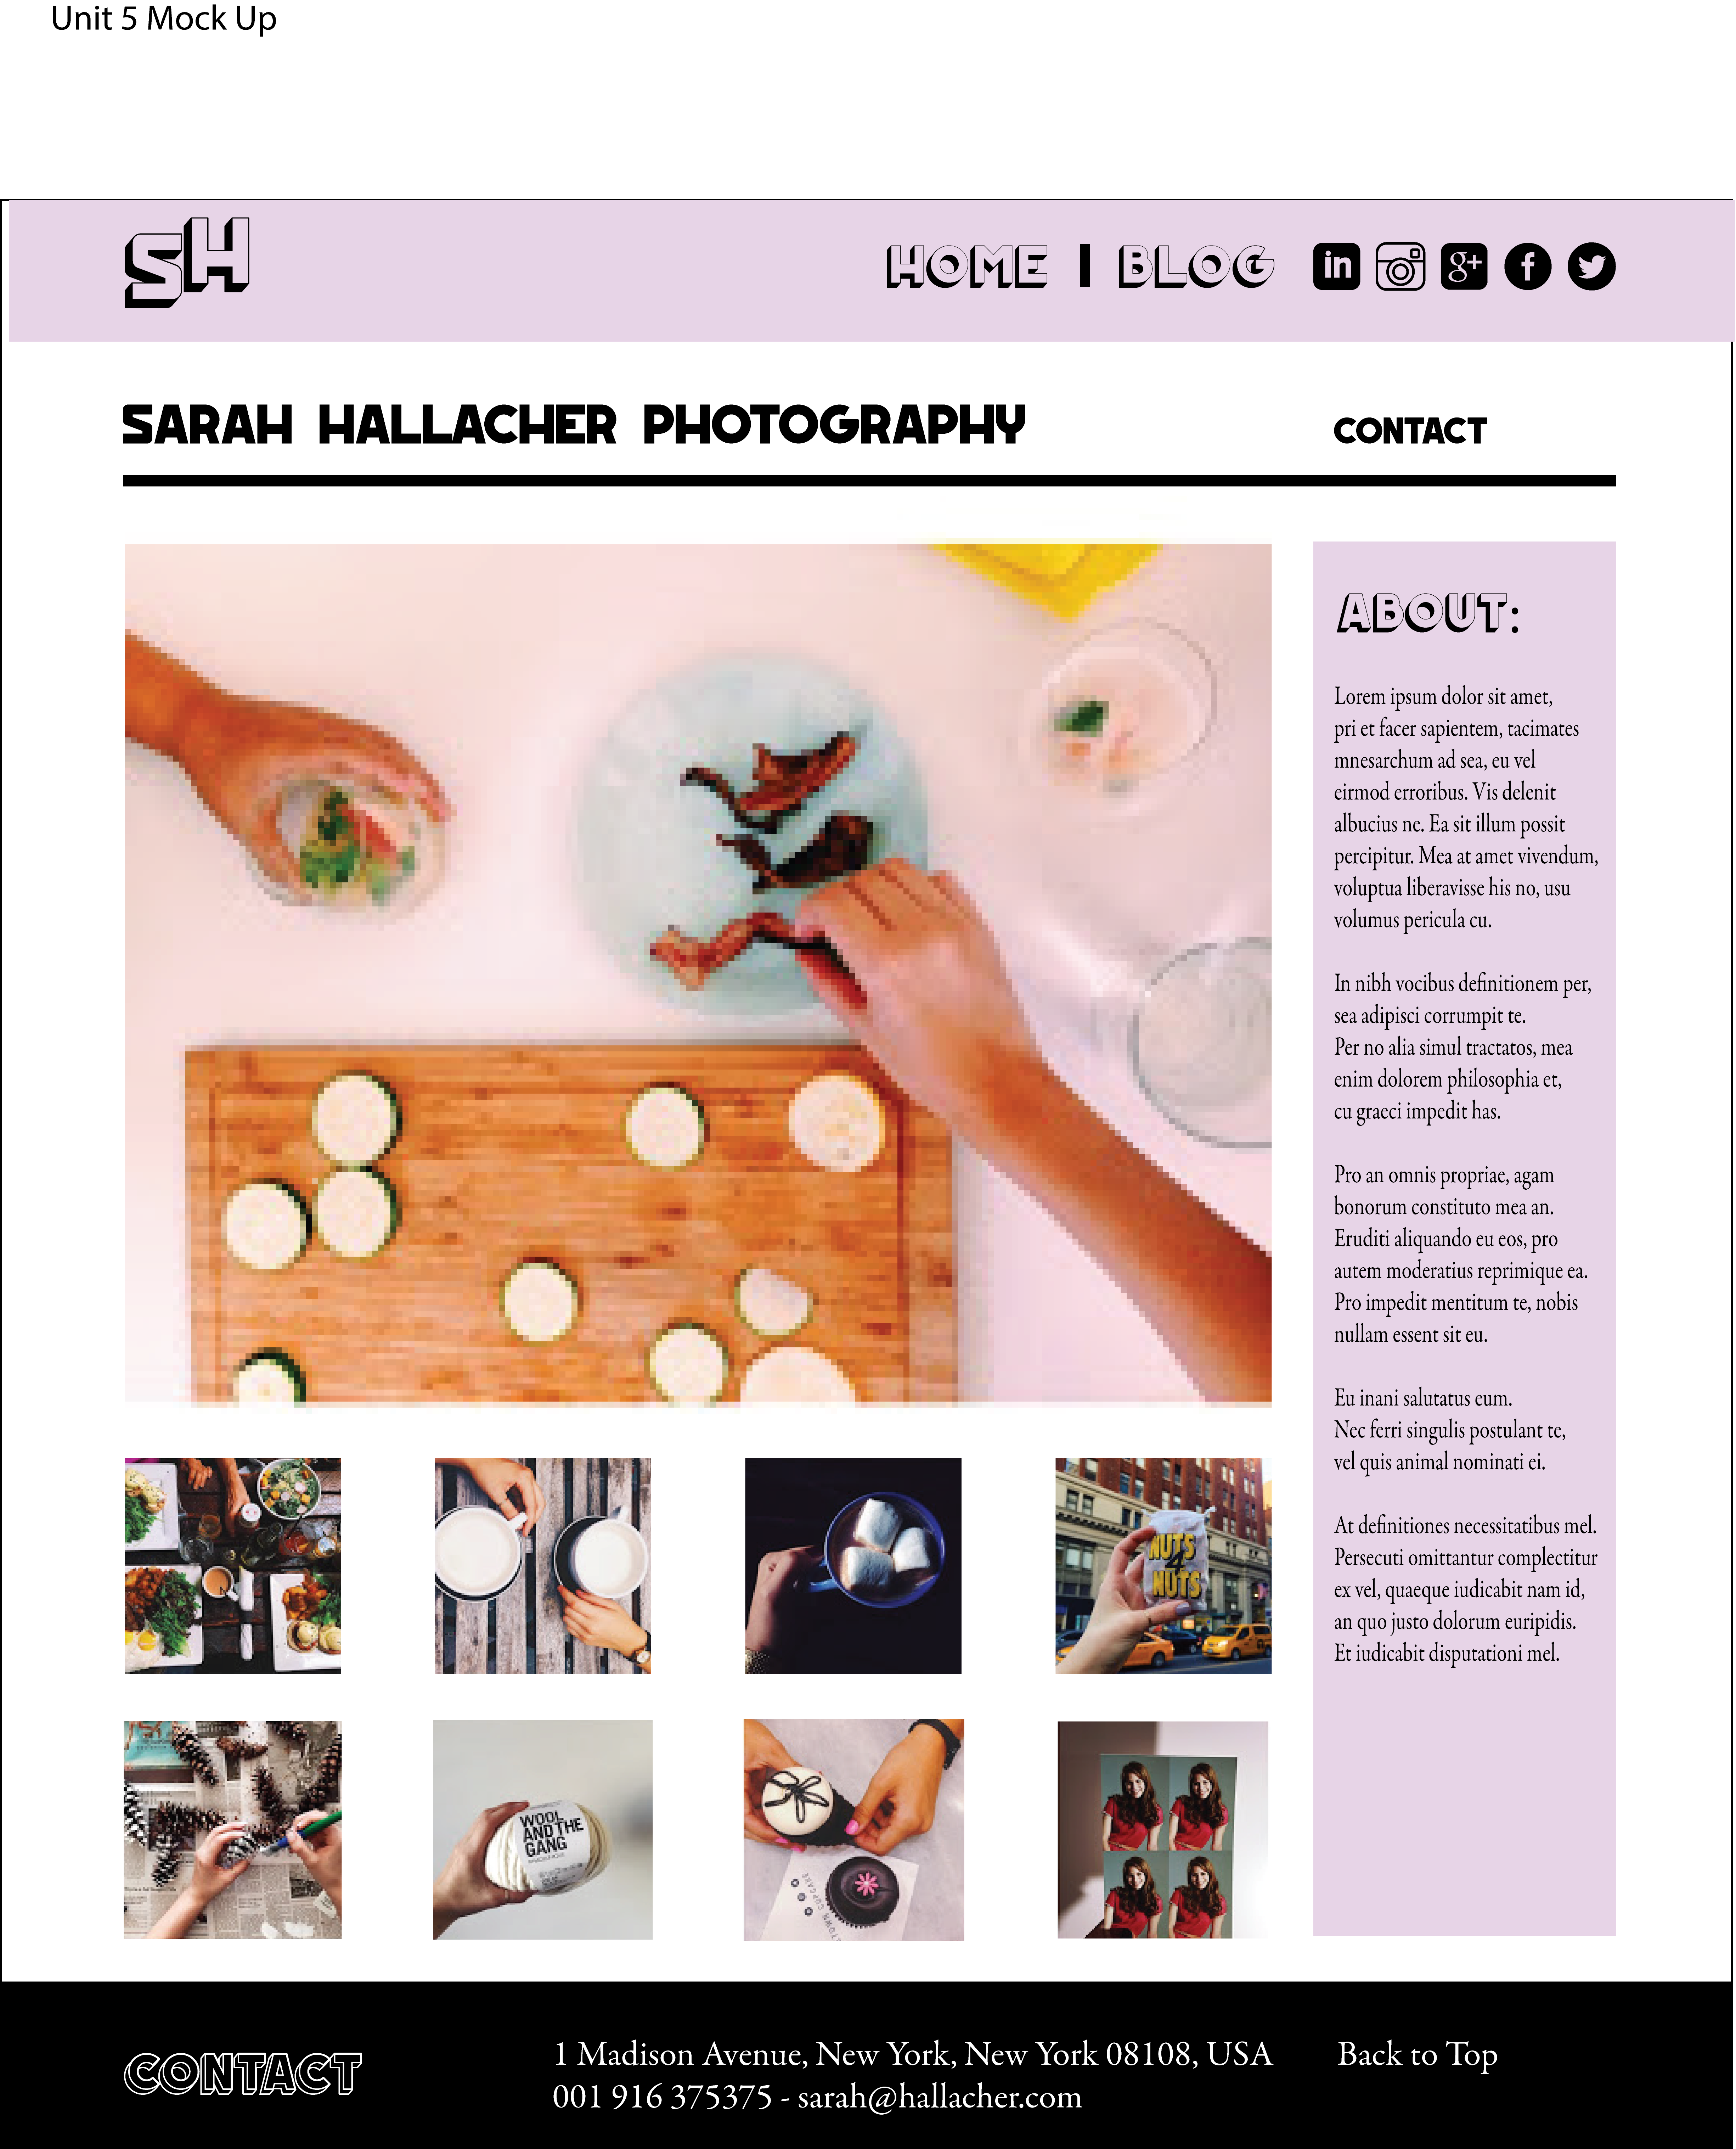 Unit 5 Mock Up
SH
HOME | BLOG in g+ f
SARAH HALLACHER PHOTOGRAPHY
CONTACT
ABOUT:
Lorem ipsum dolor sit amet,
pri et facer sapientem, tacimates
mnesarchum ad sea, eu vel
eirmod erroribus. Vis delenit
albucius ne. Ea sit illum possit
percipitur. Mea at amet vivendum,
voluptua liberavisse his no, usu
volumus pericula cu.
In nibh vocibus definitionem per,
sea adipisci corrumpit te.
Per no alia simul tractatos, mea
enim dolorem philosophia et,
cu graeci impedit has.
Pro an omnis propriae, agam
bonorum constituto mea an.
Eruditi aliquando eu eos, pro
autem moderatius reprimique ea.
Pro impedit mentitum te, nobis
nullam essent sit eu.
Eu inani salutatus eum.
Nec ferri singulis postulant te,
vel quis animal nominati ei.
At definitiones necessitatibus mel.
Persecuti omittantur complectitur
ex vel, quaeque iudicabit nam id,
an quo justo dolorum euripidis.
Et iudicabit disputationi mel.
NUTS
4
NUTS
WOOL
AND THE
GANG
CUPCAKE
CONTACT
1 Madison Avenue, New York, New York 08108, USA
001 916 375375 - sarah@hallacher.com
Back to Top